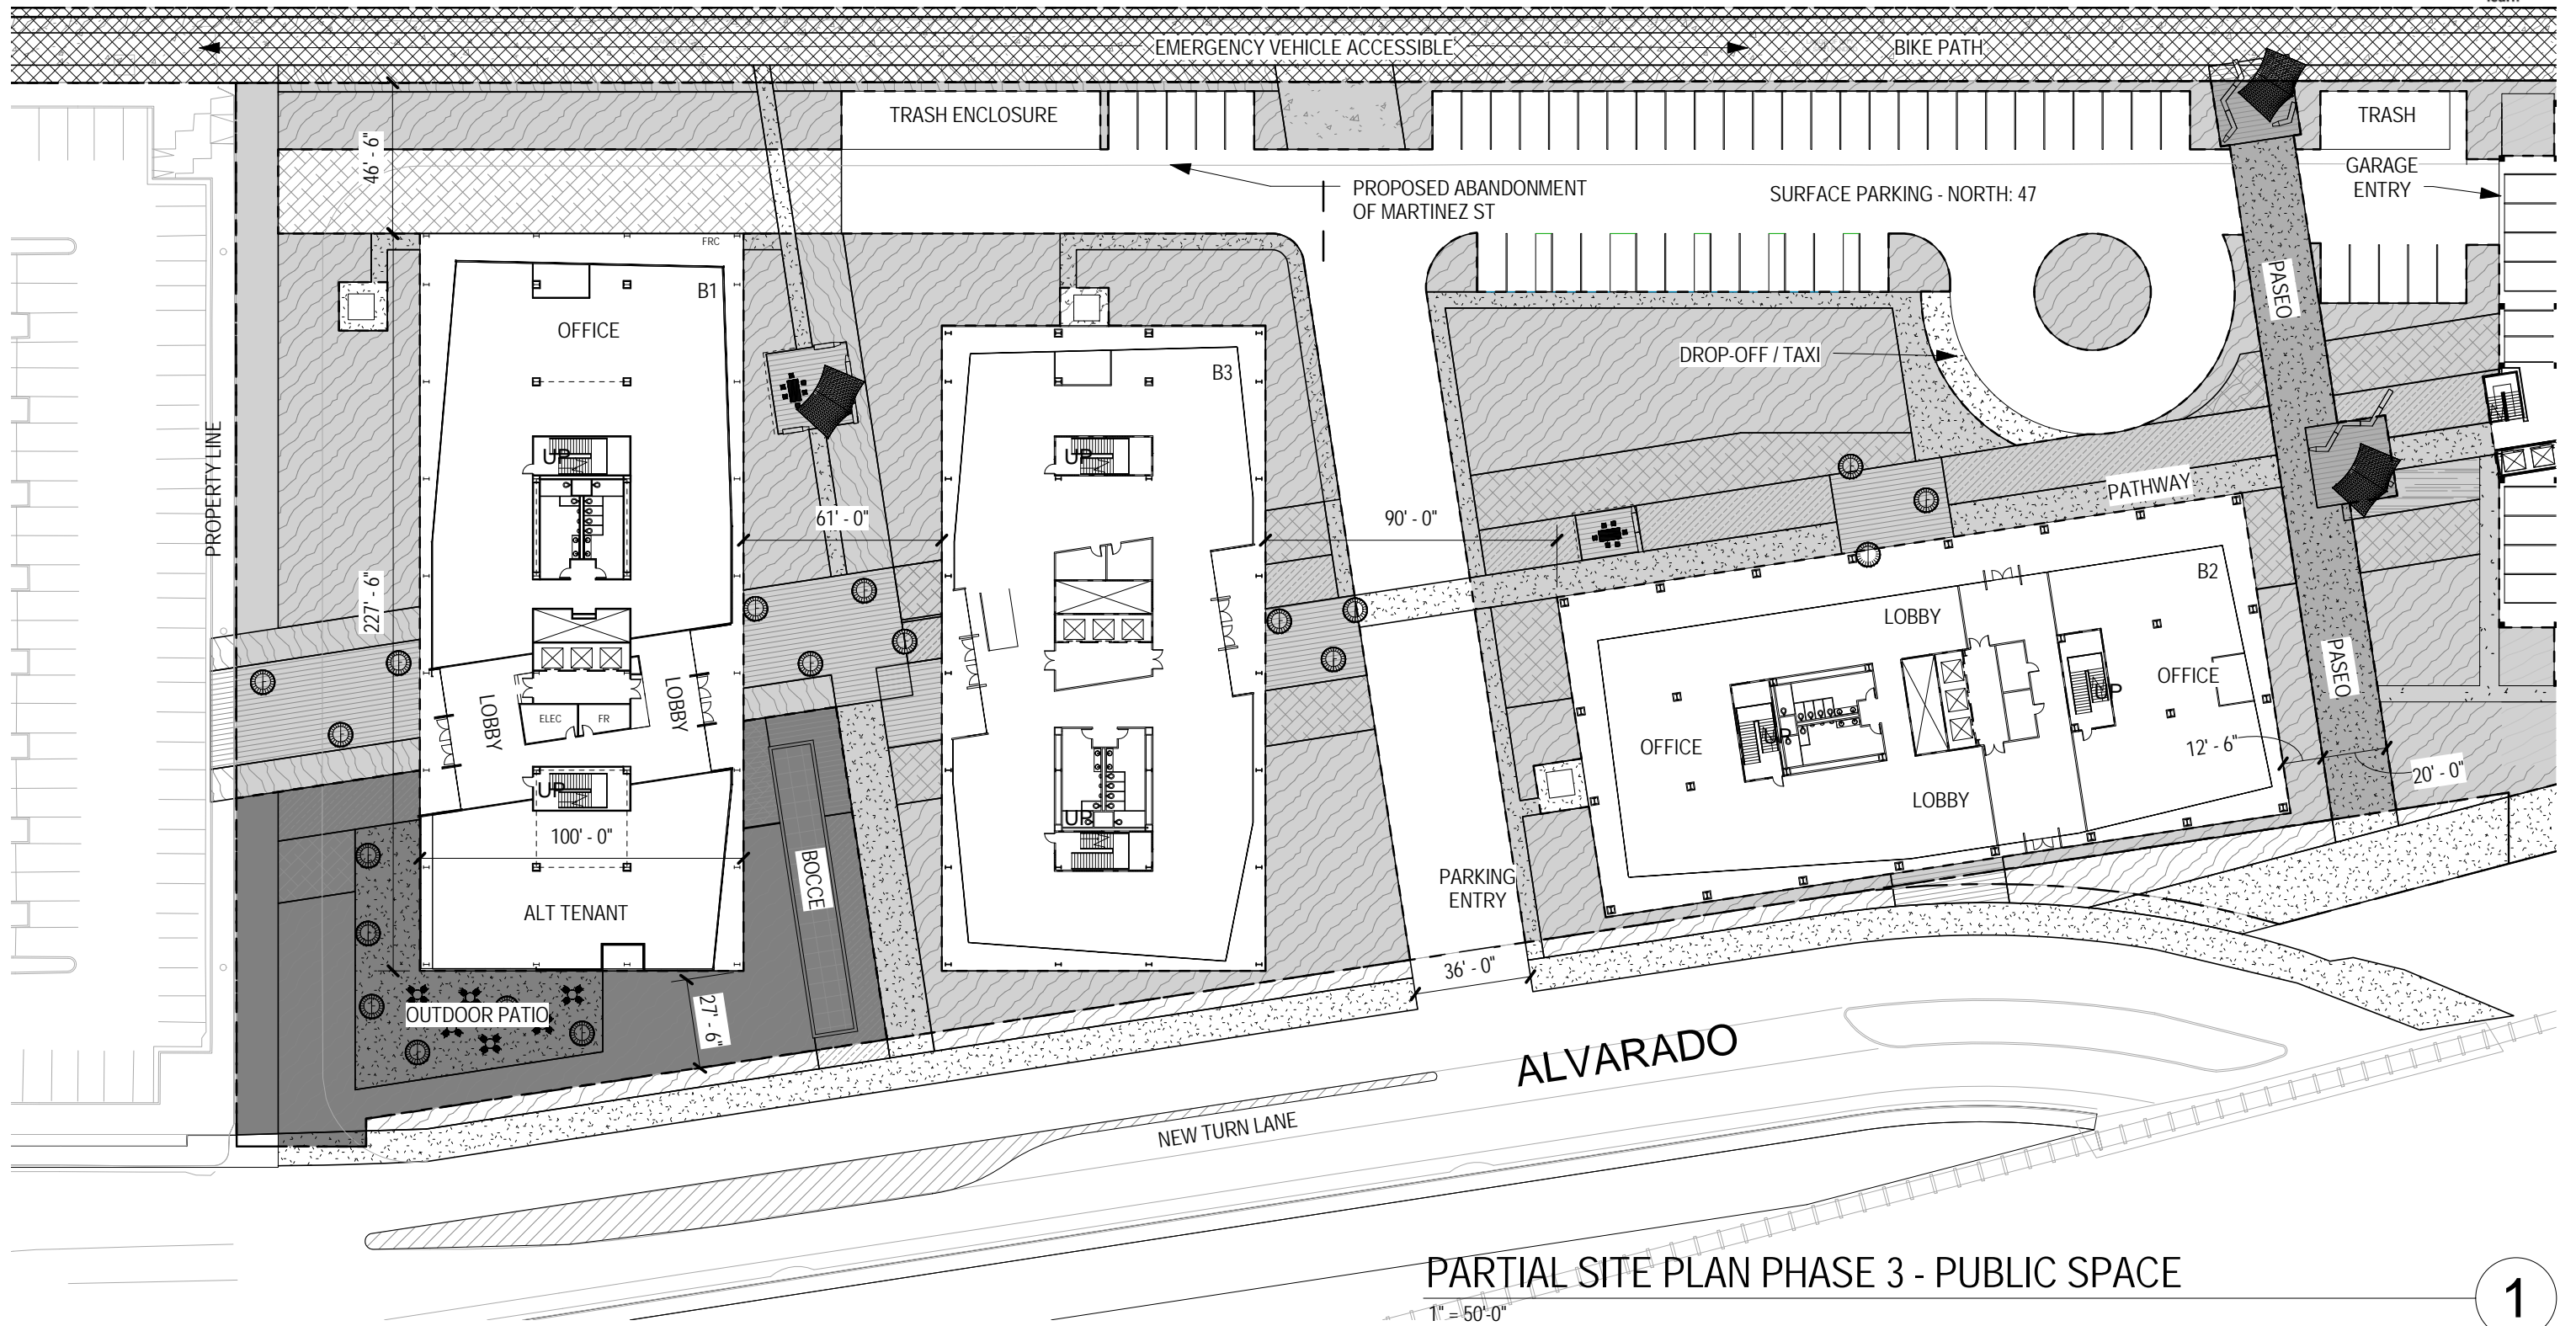 EMERGENCY VEHICLE ACCESSIBLE
BIKE PATH
TRASH ENCLOSURE
TRASH
46' - 6"
PROPOSED ABANDONMENT
OF MARTINEZ ST
SURFACE PARKING - NORTH: 47
GARAGE
ENTRY
FRC
B1
OFFICE
PASEO
DROP-OFF / TAXI
B3
PROPERTY LINE
UP
UP
61' - 0"
90' - 0"
PATHWAY
227' - 6"
B2
LOBBY
LOBBY
LOBBY
ELEC
FR
OFFICE
PASEO
UP
OFFICE
UP
12' - 6"
20' - 0"
LOBBY
UP
UP
100' - 0"
BOCCE
ALT TENANT
PARKING
ENTRY
36' - 0"
OUTDOOR PATIO
27' - 6"
ALVARADO
NEW TURN LANE
PARTIAL SITE PLAN PHASE 3 - PUBLIC SPACE
1" = 50'-0"
1